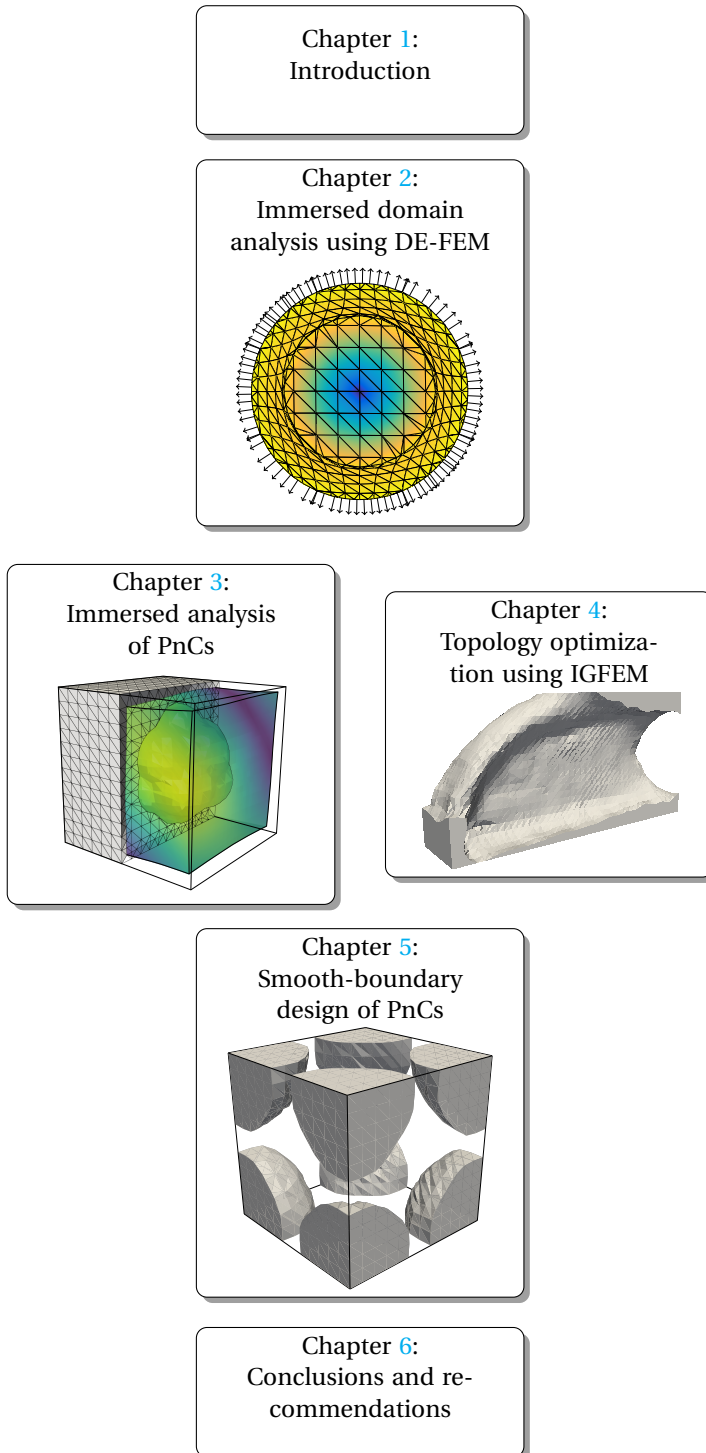 Chapter 1:
Introduction
Chapter 2:
Immersed domain
analysis using DE-FEM
Chapter 3:
Immersed analysis
of PnCs
Chapter 4:
Topology optimiza-
tion using IGFEM
Chapter 5:
Smooth-boundary
design of PnCs
Chapter 6:
Conclusions and re-
commendations